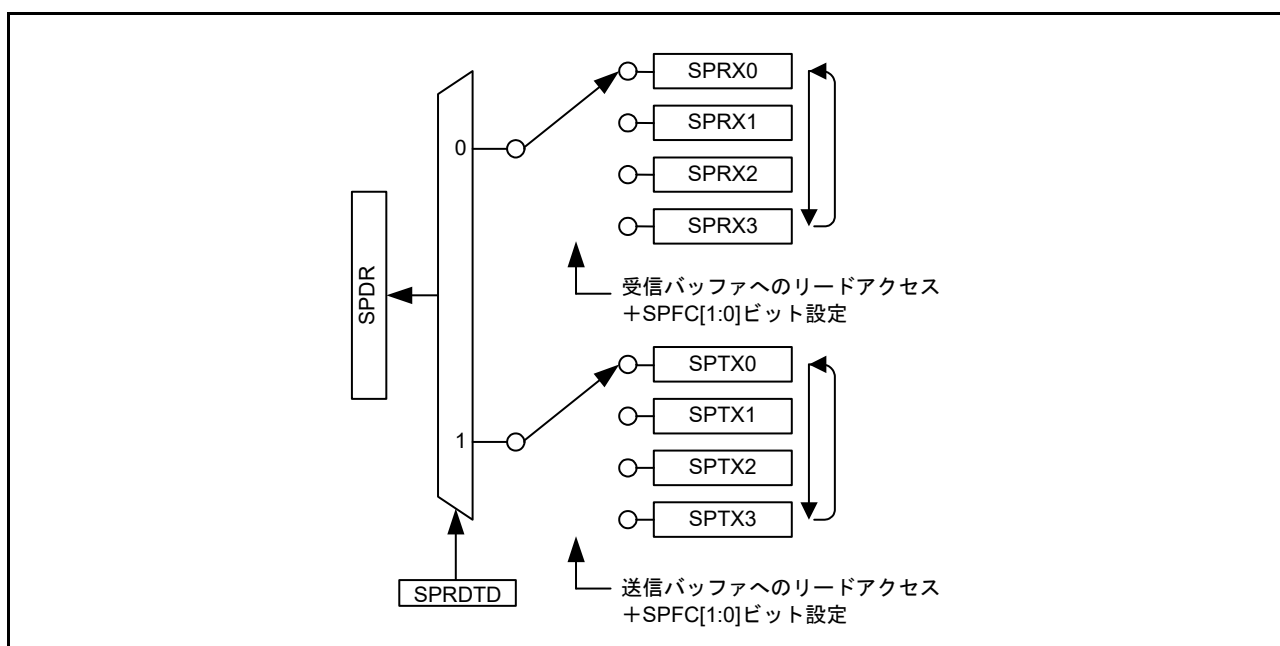 SPRX0
SPRX1
0
SPRX2
SPRX3
SPDR
受信バッファへのリードアクセス
＋SPFC[1:0]ビット設定
SPTX0
SPTX1
1
SPTX2
SPTX3
送信バッファへのリードアクセス
＋SPFC[1:0]ビット設定
SPRDTD